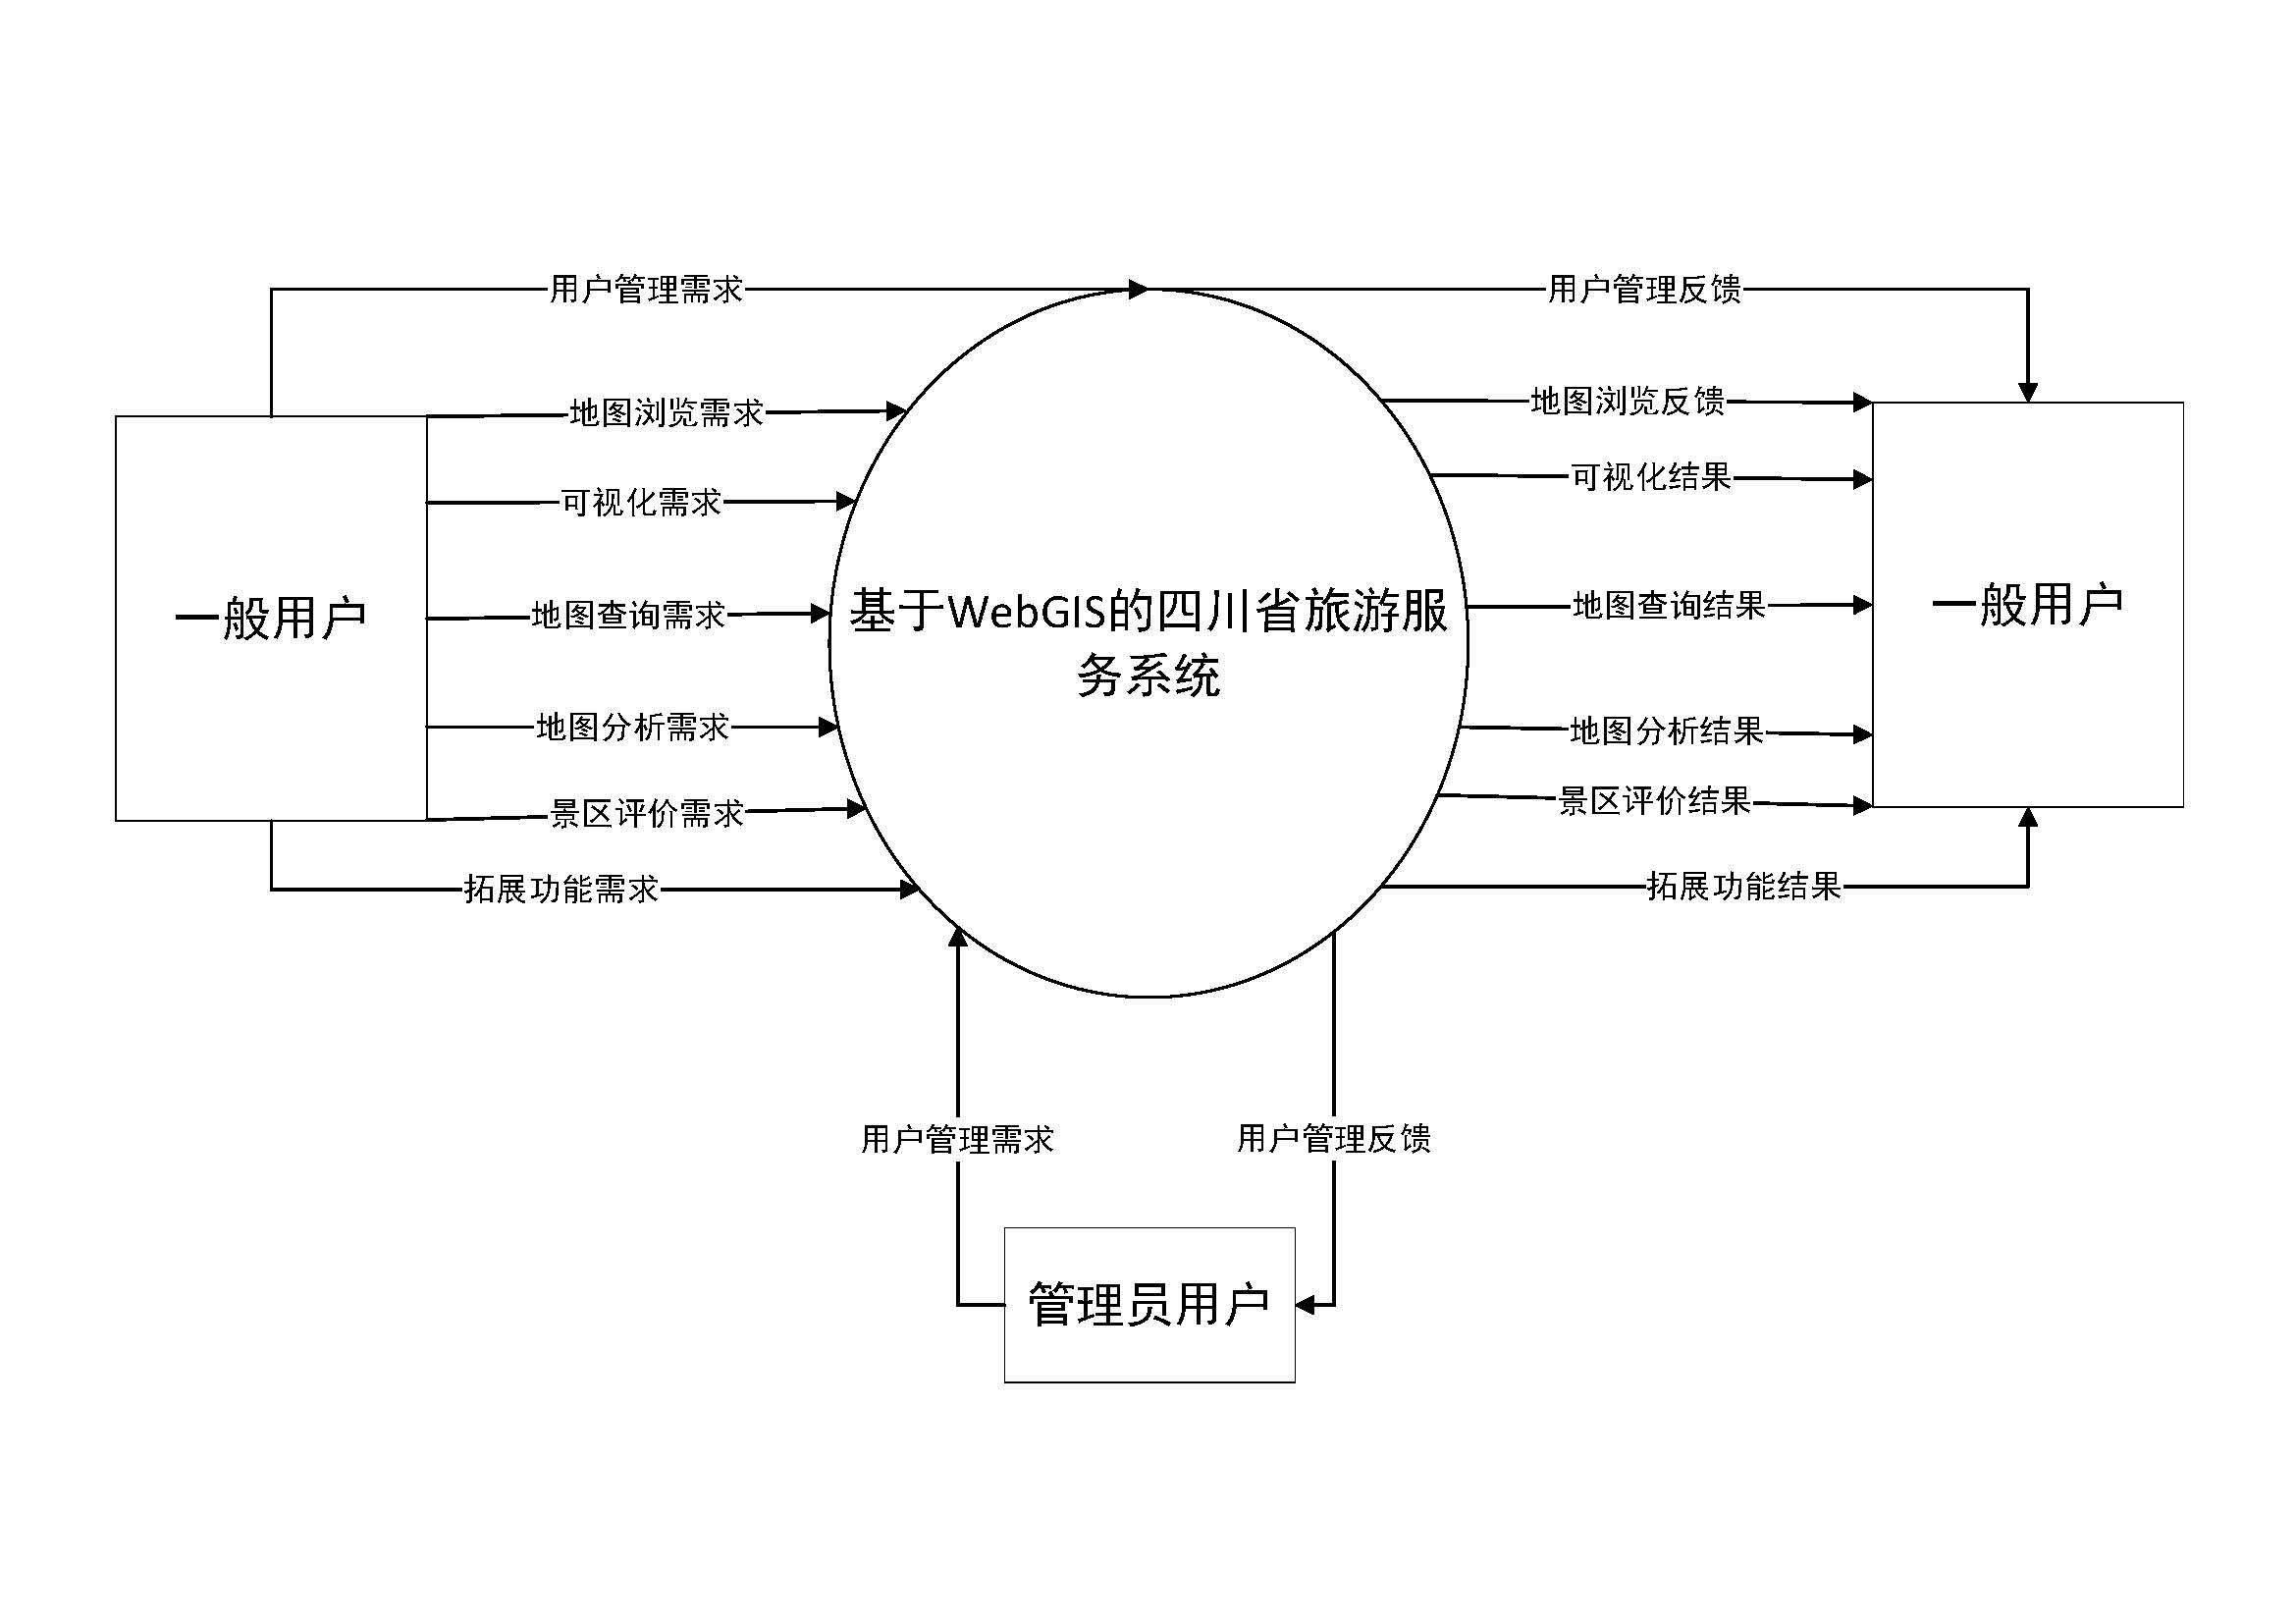 用户管理需求
用户管理反馈
地图浏览需求
地图浏览反馈
可视化需求
可视化结果
一般用户
地图查询需求
基于WebGIS的四川省旅游服
务系统
地图查询结果
一般用户
地图分析需求
地图分析结果
景区评价需求
景区评价结果
拓展功能需求
拓展功能结果
用户管理需求
用户管理反馈
管理员用户